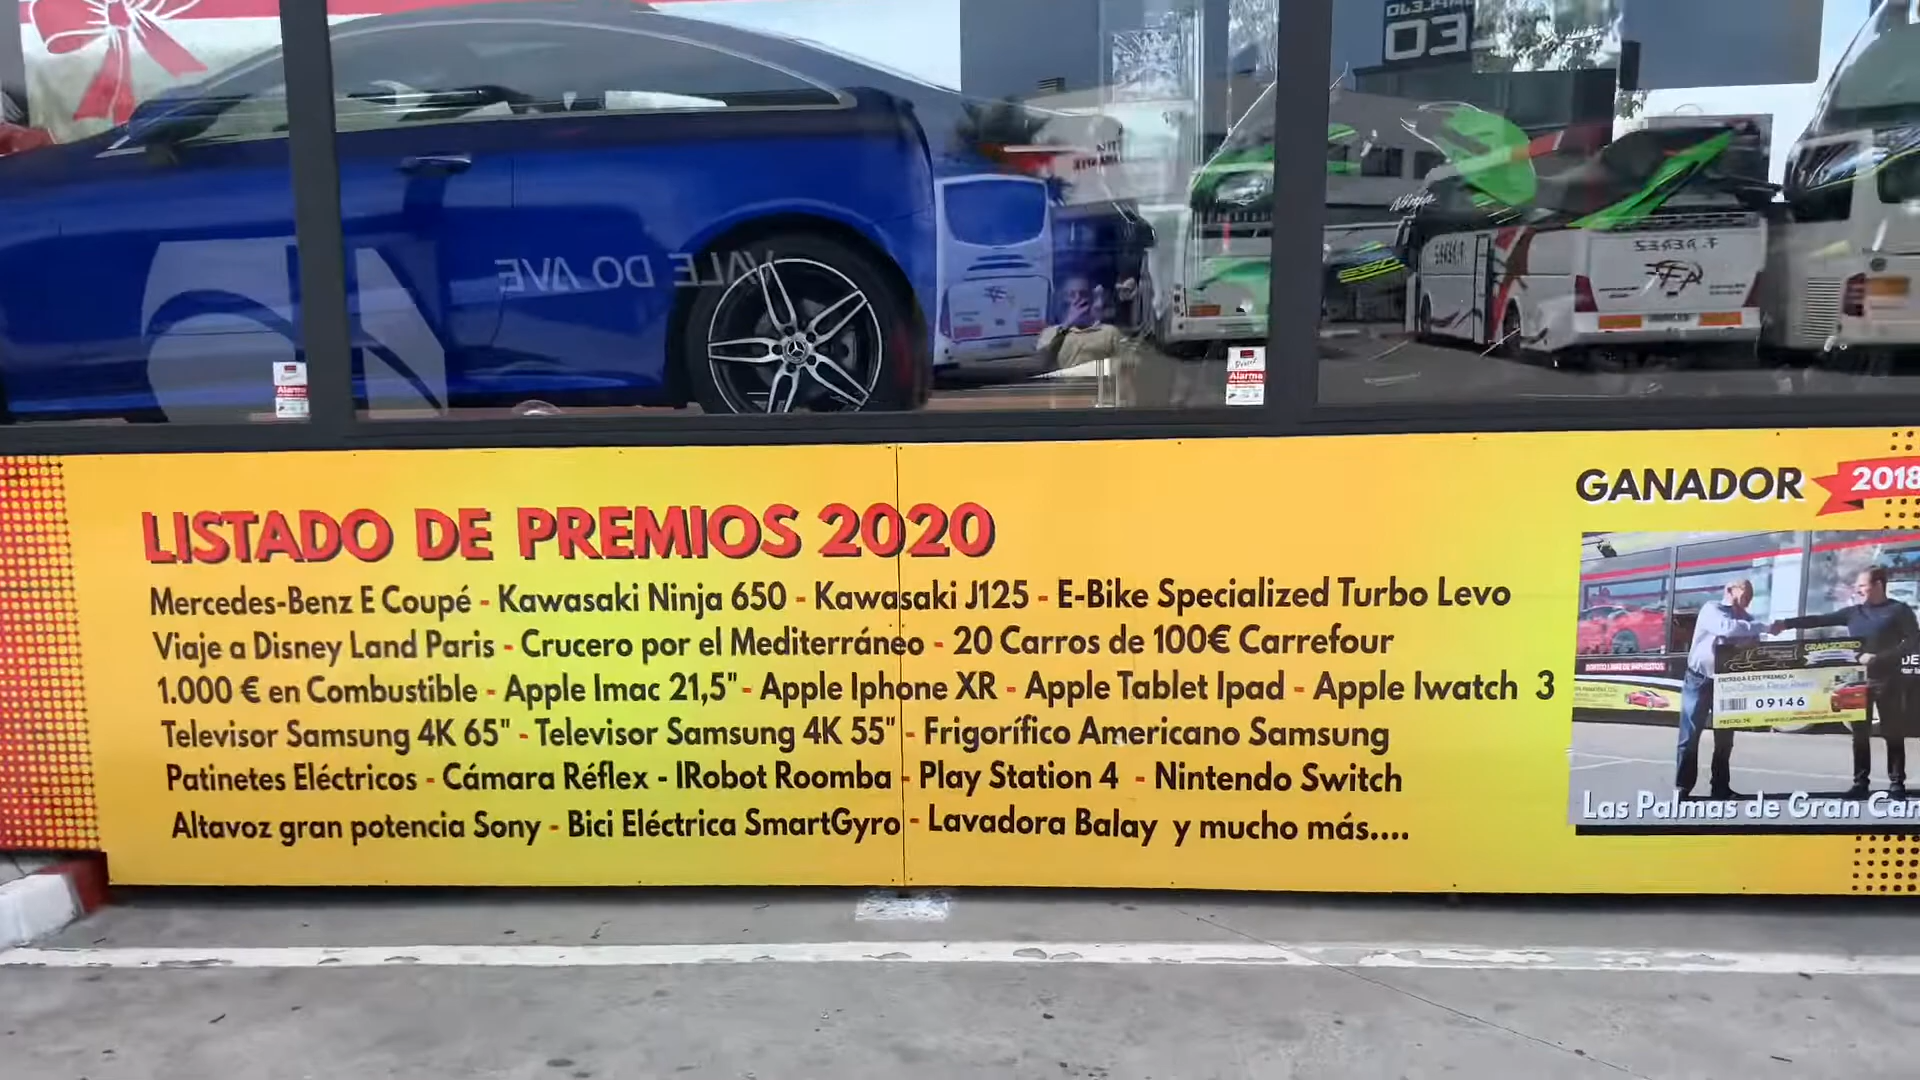 VALE DO AVE
Ninja
F. PEREZ
Alarma
Alarma
LISTADO DE PREMIOS 2020
Mercedes-Benz E Coupé - Kawasaki Ninja 650 - Kawasaki J125 - E-Bike Specialized Turbo Levo
Viaje a Disney Land Paris - Crucero por el Mediterráneo - 20 Carros de 100€ Carrefour
1.000 € en Combustible - Apple Imac 21,5" - Apple Iphone XR - Apple Tablet Ipad - Apple Iwatch 3
Televisor Samsung 4K 65" - Televisor Samsung 4K 55" - Frigorífico Americano Samsung
Patinetes Eléctricos - Cámara Réflex - IRobot Roomba - Play Station 4 - Nintendo Switch
Altavoz gran potencia Sony - Bici Eléctrica SmartGyro - Lavadora Balay y mucho más....
GANADOR 2018
GRAN SORTEO
09146
Las Palmas de Gran Can